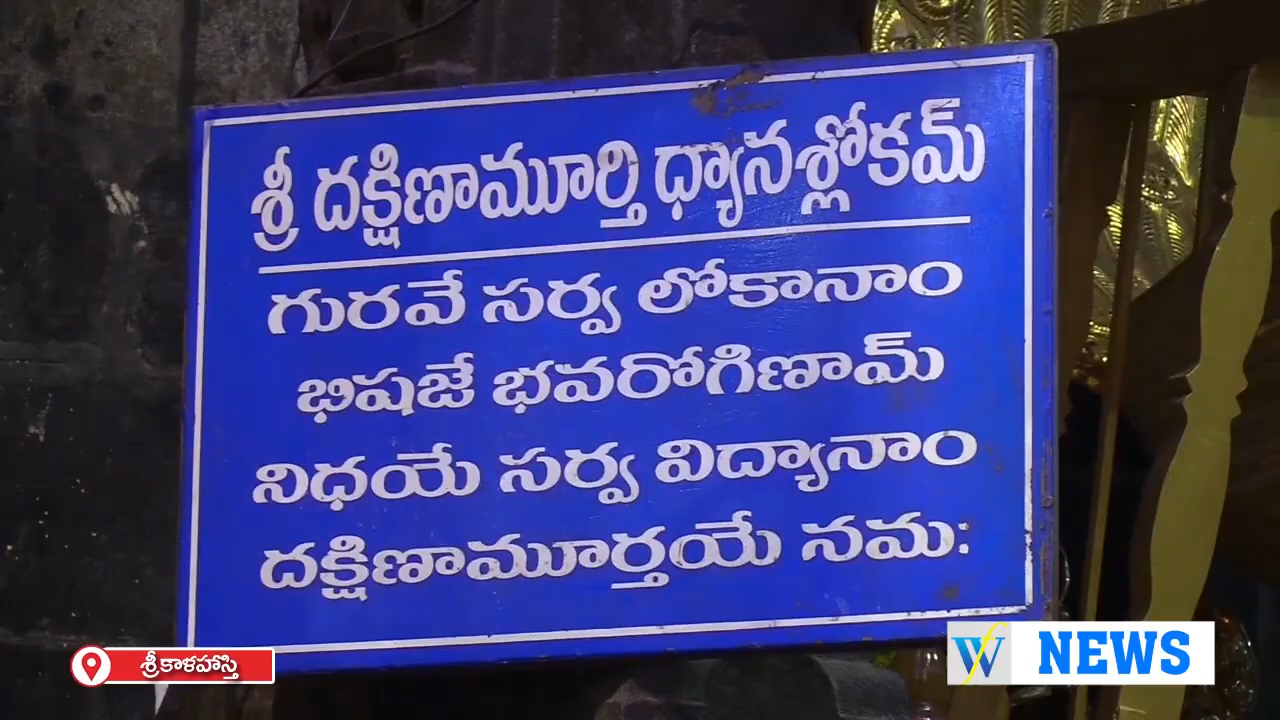 శ్రీ దక్షిణామూర్తి ధ్యానశ్లోకమ్
గురవే సర్వ లోకానాం
భిషజే భవరోగిణామ్
నిధయే సర్వ విద్యానాం
దక్షిణామూర్తయే నమః
శ్రీకాళహస్తి
W NEWS